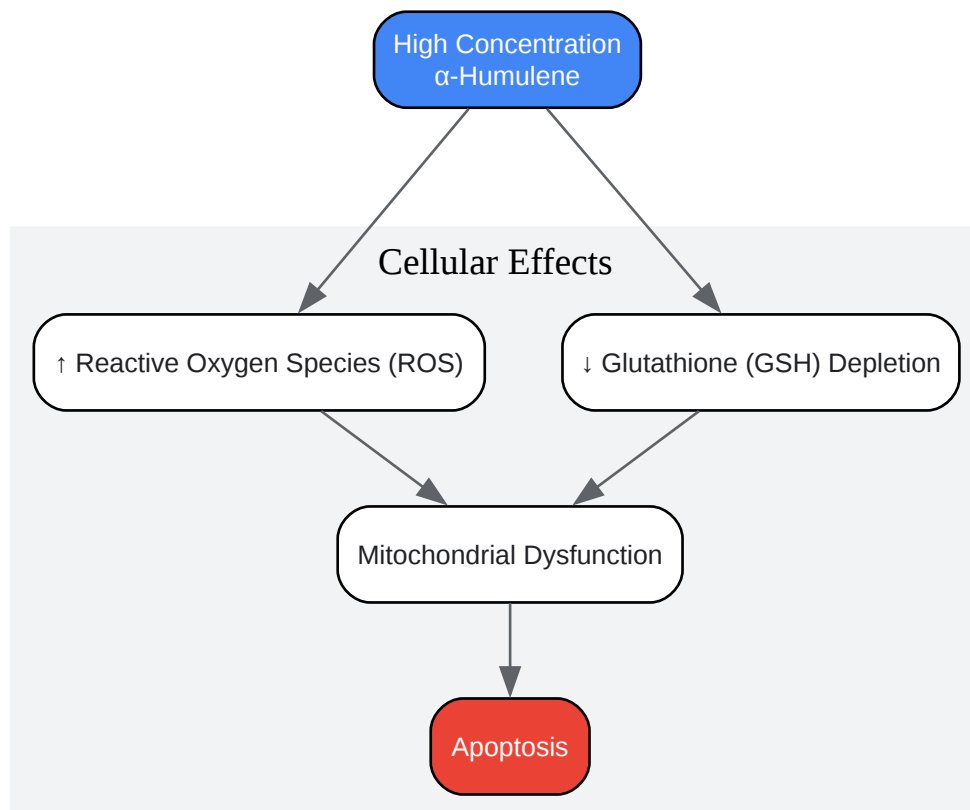 High Concentration
α-Humulene
Cellular Effects
↑ Reactive Oxygen Species (ROS)
↓ Glutathione (GSH) Depletion
Mitochondrial Dysfunction
Apoptosis